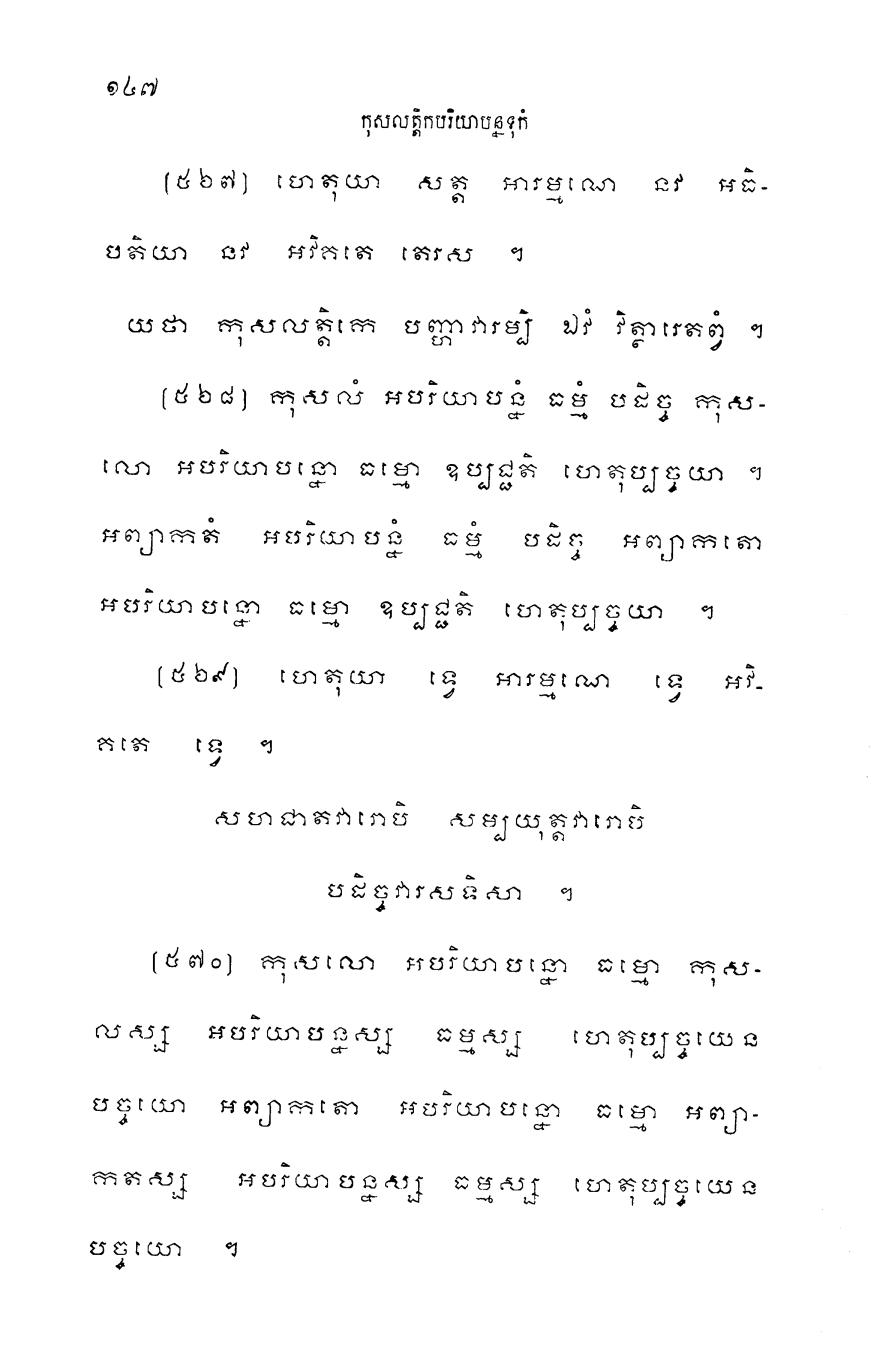 ១៤៧
កុសលត្តិកបរិយាបន្នទុកំ
(៥៦៧) ហេតុយា សត្ត អារម្មណេ នវ អធិ-
បតិយា នវ អវិគតេ តេរស ។
យថា កុសលត្តិកេ បញ្ហាវារម្បិ ឯវំ វិត្ថារេតព្វំ ។
(៥៦៨) កុសលំ អបរិយាបន្នំ ធម្មំ បដិច្ច កុស-
លោ អបរិយាបន្នោ ធម្មោ ឧប្បជ្ជតិ ហេតុប្បច្ចយា ។
អព្យាកតំ អបរិយាបន្នំ ធម្មំ បដិច្ច អព្យាកតោ
អបរិយាបន្នោ ធម្មោ ឧប្បជ្ជតិ ហេតុប្បច្ចយា ។
(៥៦៩) ហេតុយា ទ្វេ អារម្មណេ ទ្វេ អវិ-
គតេ ទ្វេ ។
សហជាតវារោបិ សម្បយុត្តវារោបិ
បដិច្ចវារសទិសា ។
(៥៧០) កុសលោ អបរិយាបន្នោ ធម្មោ កុស-
លស្ស អបរិយាបន្នស្ស ធម្មស្ស ហេតុប្បច្ចយេន
បច្ចយោ អព្យាកតោ អបរិយាបន្នោ ធម្មោ អព្យា-
កតស្ស អបរិយាបន្នស្ស ធម្មស្ស ហេតុប្បច្ចយេន
បច្ចយោ ។